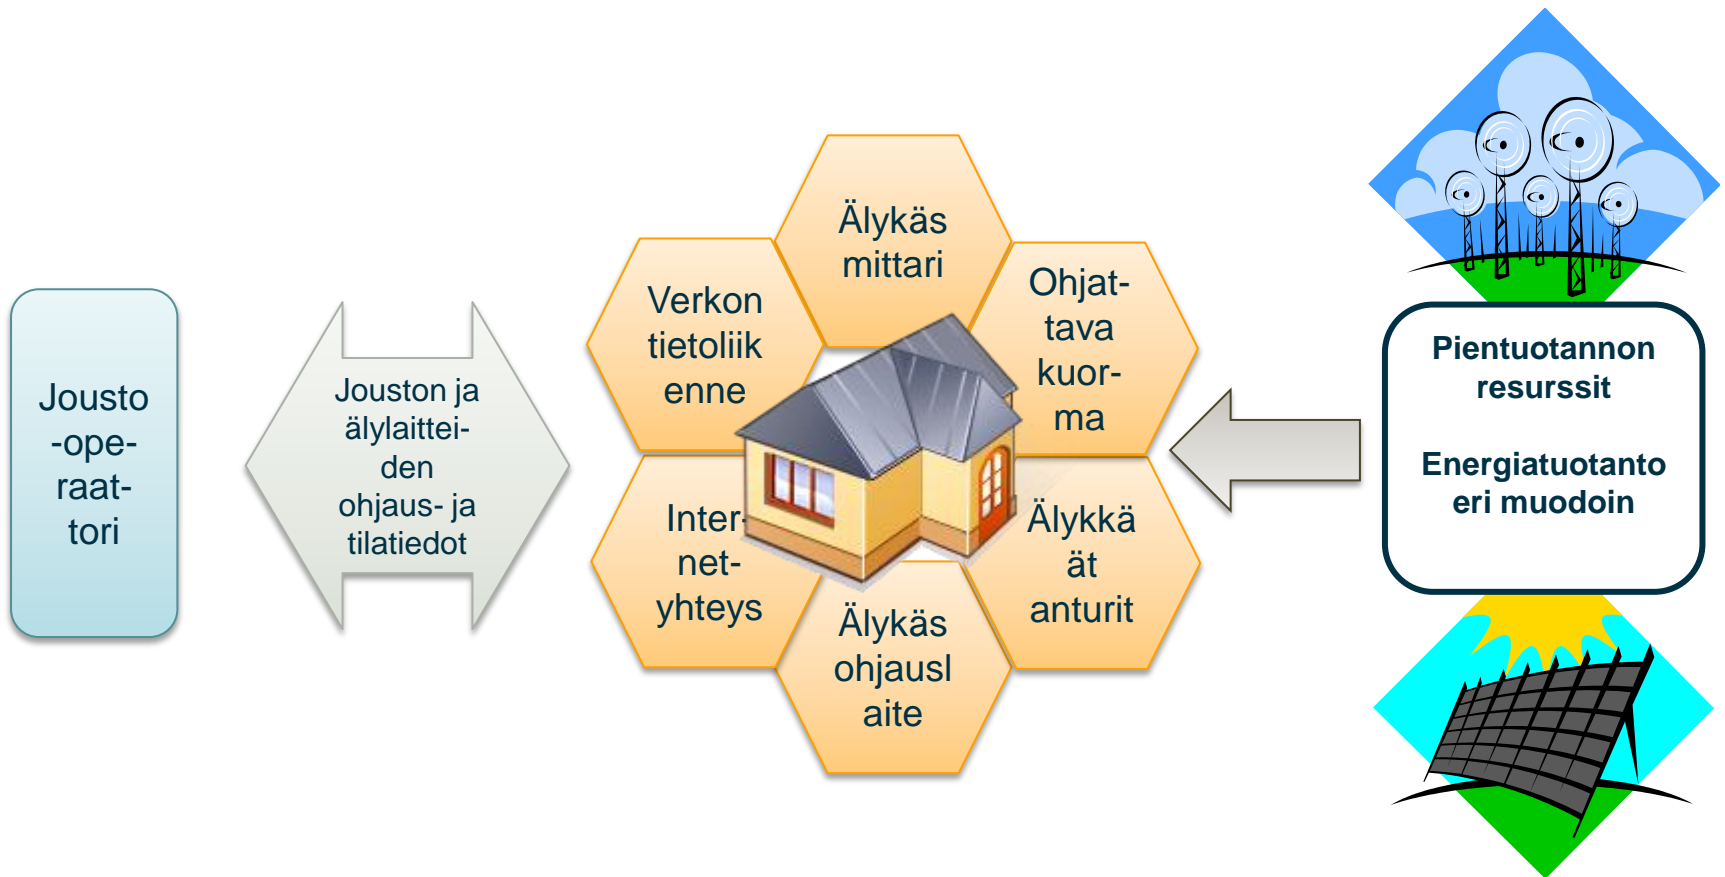 Jousto
-ope-
raat-
tori
Jouston ja
älylaittei-
den
ohjaus- ja
tilatiedot
Älykäs
mittari
Verkon
tietoliik
enne
Ohjat-
tava
kuor-
ma
Inter-
net-
yhteys
Älykkä
ät
anturit
Älykäs
ohjausl
aite
Pientuotannon
resurssit
Energiatuotanto
eri muodoin